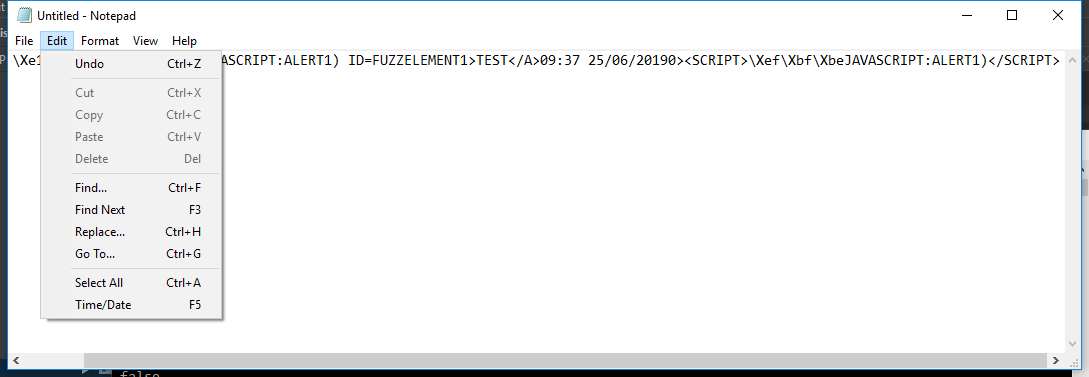 Untitled - Notepad
File Edit Format View Help
\Xe1
ASCRIPT:ALERT1) ID=FUZZELEMENT1>TEST</A>09:37 25/06/20190><SCRIPT>\Xef\Xbf\XbeJAVASCRIPT:ALERT1)</SCRIPT>
Undo Ctrl+Z
Cut Ctrl+X
Copy Ctrl+C
Paste Ctrl+V
Delete Del
Find... Ctrl+F
Find Next F3
Replace... Ctrl+H
Go To... Ctrl+G
Select All Ctrl+A
Time/Date F5
false